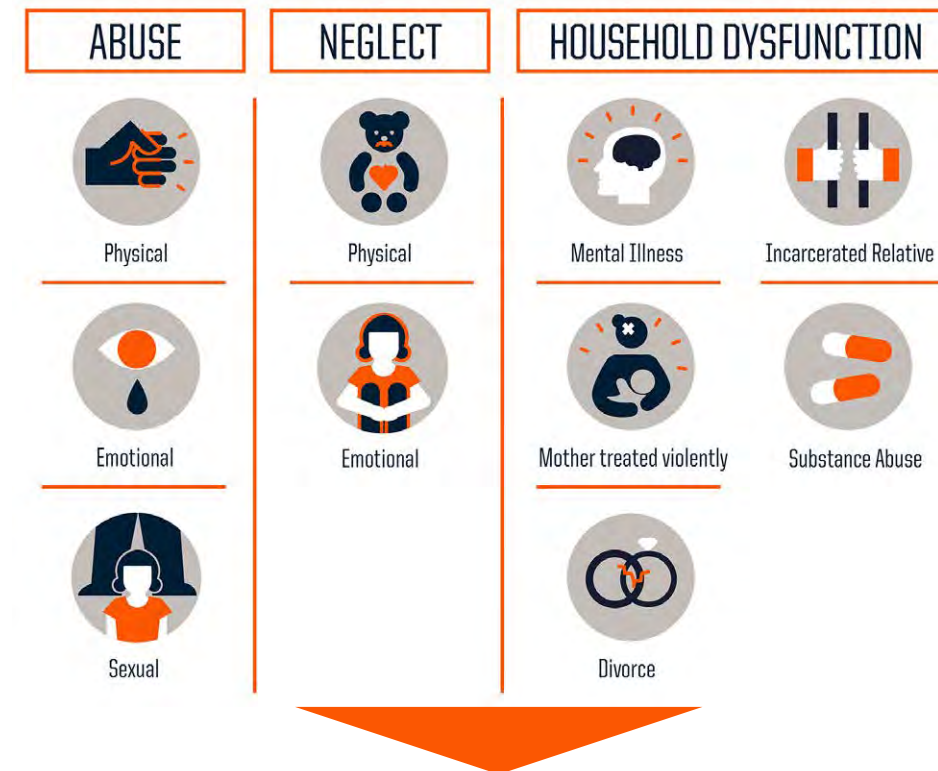 ABUSE
NEGLECT
HOUSEHOLD DYSFUNCTION
Physical
Physical
Mental Illness
Incarcerated Relative
Emotional
Emotional
Mother treated violently
Substance Abuse
Sexual
Divorce